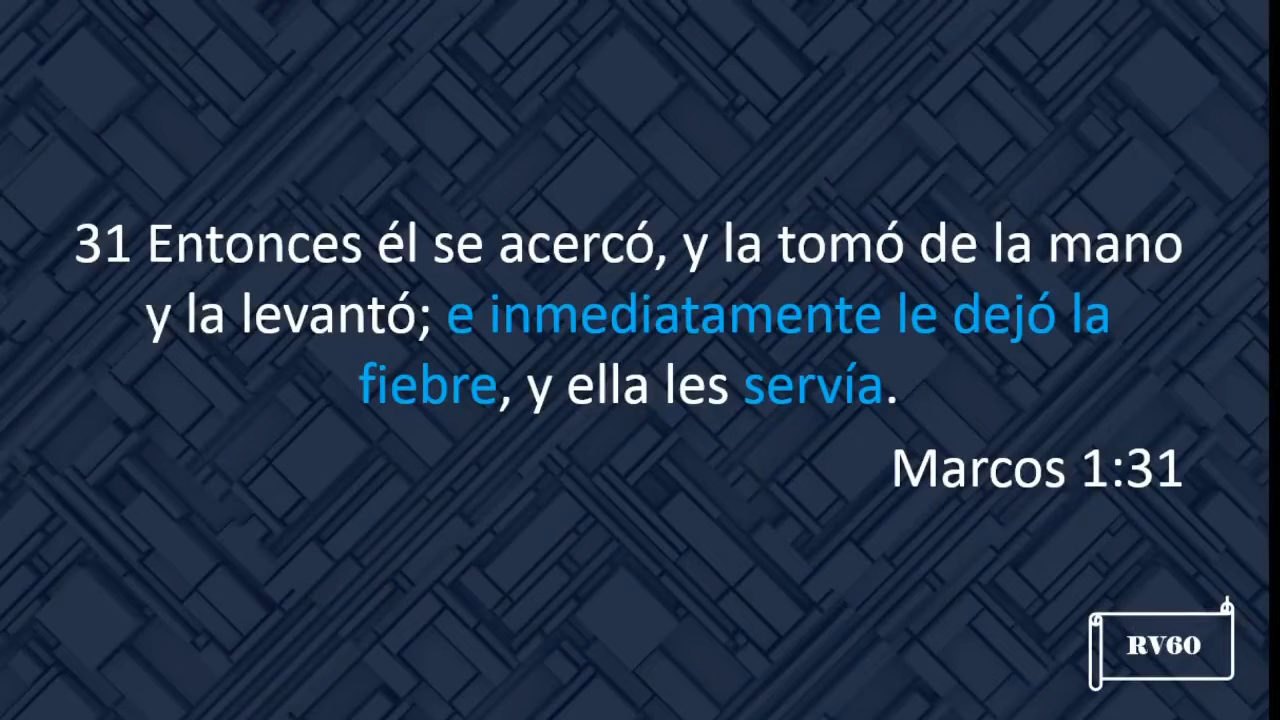 31 Entonces él se acercó, y la tomó de la mano
y la levantó; e inmediatamente le dejó la
fiebre, y ella les servía.
Marcos 1:31
RV60